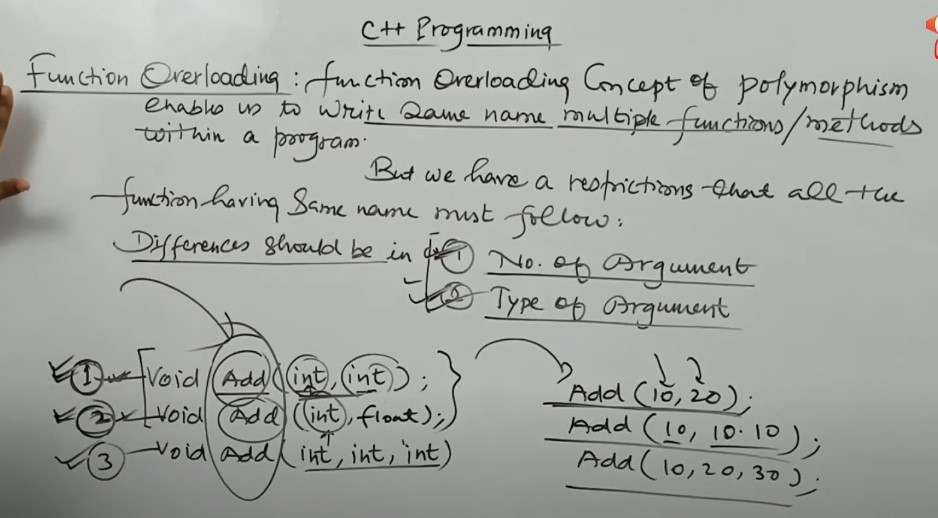 C++ Programming
Function Overloading : function Overloading Concept of polymorphism
enable us to write same name multiple functions/methods
within a program.
But we have a restrictions that all the
function having Same name must follow:
Differences should be in ① No. of Argument
② Type of Argument
① Void Add (int, int);
② Void Add (int, float);
③ Void Add (int, int, int)
Add (10, 20);
Add (10, 10.10);
Add (10, 20, 30);